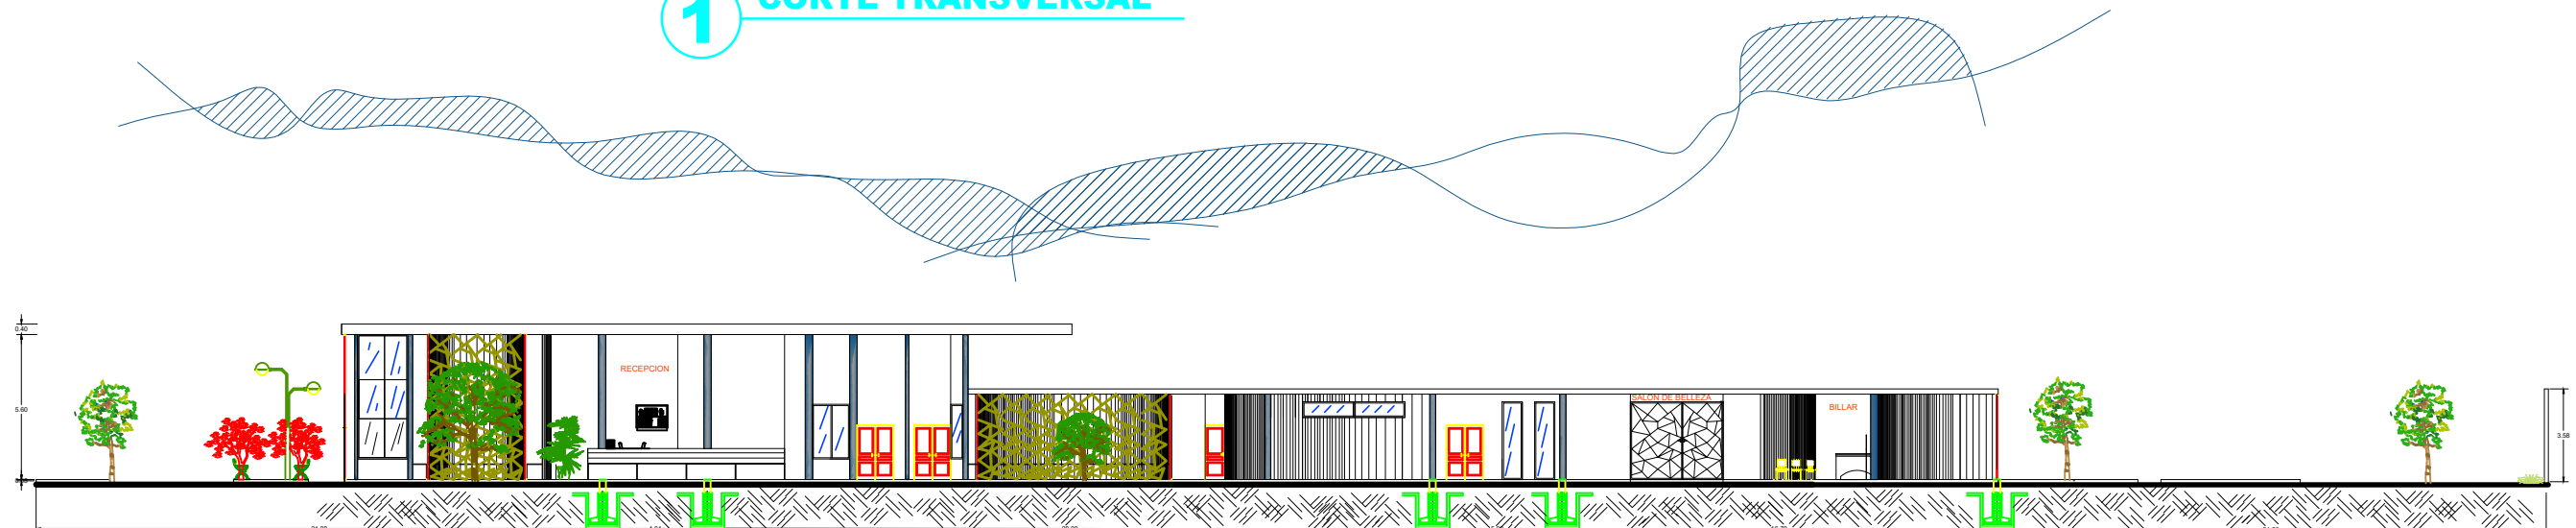 1 CORTE TRANSVERSAL
0.40
RECEPCION
SALON DE BELLEZA
BILLAR
5.60
3.58